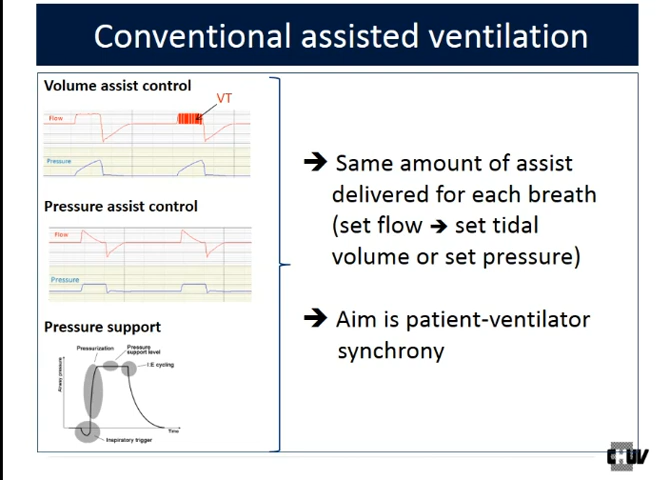 Conventional assisted ventilation
Volume assist control
VT
Flow
Pressure
Pressure assist control
Flow
Pressure
Pressure support
Pressurization
Pressure
support level
I:E cycling
Airway pressure
Time
Inspiratory trigger
➔ Same amount of assist
delivered for each breath
(set flow ➔ set tidal
volume or set pressure)
➔ Aim is patient-ventilator
synchrony
CHUV